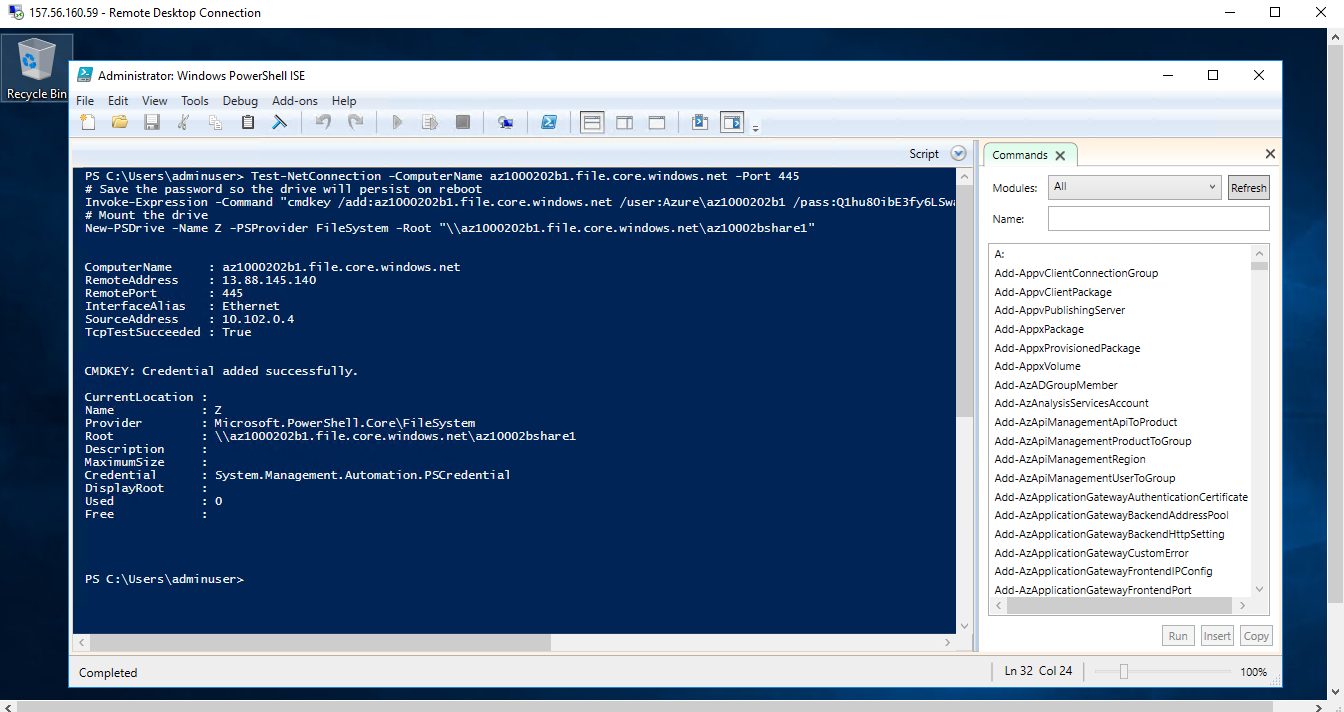 157.56.160.59 - Remote Desktop Connection
Recycle Bin
Administrator: Windows PowerShell ISE
File Edit View Tools Debug Add-ons Help
Script
PS C:\Users\adminuser> Test-NetConnection -ComputerName az1000202b1.file.core.windows.net -Port 445
# Save the password so the drive will persist on reboot
Invoke-Expression -Command "cmdkey /add:az1000202b1.file.core.windows.net /user:Azure\az1000202b1 /pass:Q1hu8OibE3fy6LSwa
# Mount the drive
New-PSDrive -Name Z -PSProvider FileSystem -Root "\\az1000202b1.file.core.windows.net\az10002bshare1"
ComputerName : az1000202b1.file.core.windows.net
RemoteAddress : 13.88.145.140
RemotePort : 445
InterfaceAlias : Ethernet
SourceAddress : 10.102.0.4
TcpTestSucceeded : True
CMDKEY: Credential added successfully.
CurrentLocation :
Name : Z
Provider : Microsoft.PowerShell.Core\FileSystem
Root : \\az1000202b1.file.core.windows.net\az10002bshare1
Description :
MaximumSize :
Credential : System.Management.Automation.PSCredential
DisplayRoot :
Used : 0
Free :
PS C:\Users\adminuser>
Commands
Modules: All Refresh
Name:
A:
Add-AppvClientConnectionGroup
Add-AppvClientPackage
Add-AppvPublishingServer
Add-AppxPackage
Add-AppxProvisionedPackage
Add-AppxVolume
Add-AzADGroupMember
Add-AzAnalysisServicesAccount
Add-AzApiManagementApiToProduct
Add-AzApiManagementProductToGroup
Add-AzApiManagementRegion
Add-AzApiManagementUserToGroup
Add-AzApplicationGatewayAuthenticationCertificate
Add-AzApplicationGatewayBackendAddressPool
Add-AzApplicationGatewayBackendHttpSetting
Add-AzApplicationGatewayCustomError
Add-AzApplicationGatewayFrontendIPConfig
Add-AzApplicationGatewayFrontendPort
Run Insert Copy
Completed
Ln 32 Col 24
100%